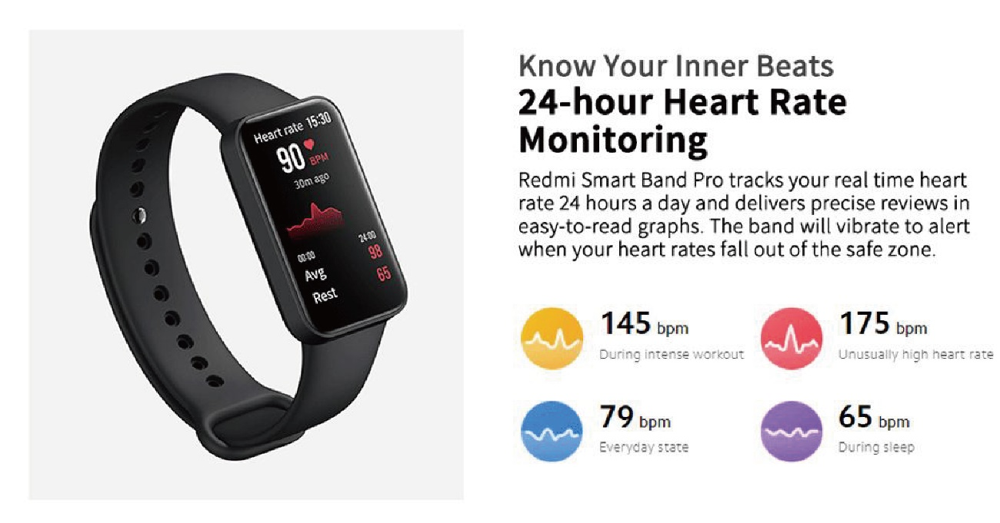 Heart rate 15:30
90 BPM
30m ago
24:00
00:00
98
Avg
65
Rest
Know Your Inner Beats
24-hour Heart Rate
Monitoring
Redmi Smart Band Pro tracks your real time heart
rate 24 hours a day and delivers precise reviews in
easy-to-read graphs. The band will vibrate to alert
when your heart rates fall out of the safe zone.
145 bpm
During intense workout
175 bpm
Unusually high heart rate
79 bpm
Everyday state
65 bpm
During sleep